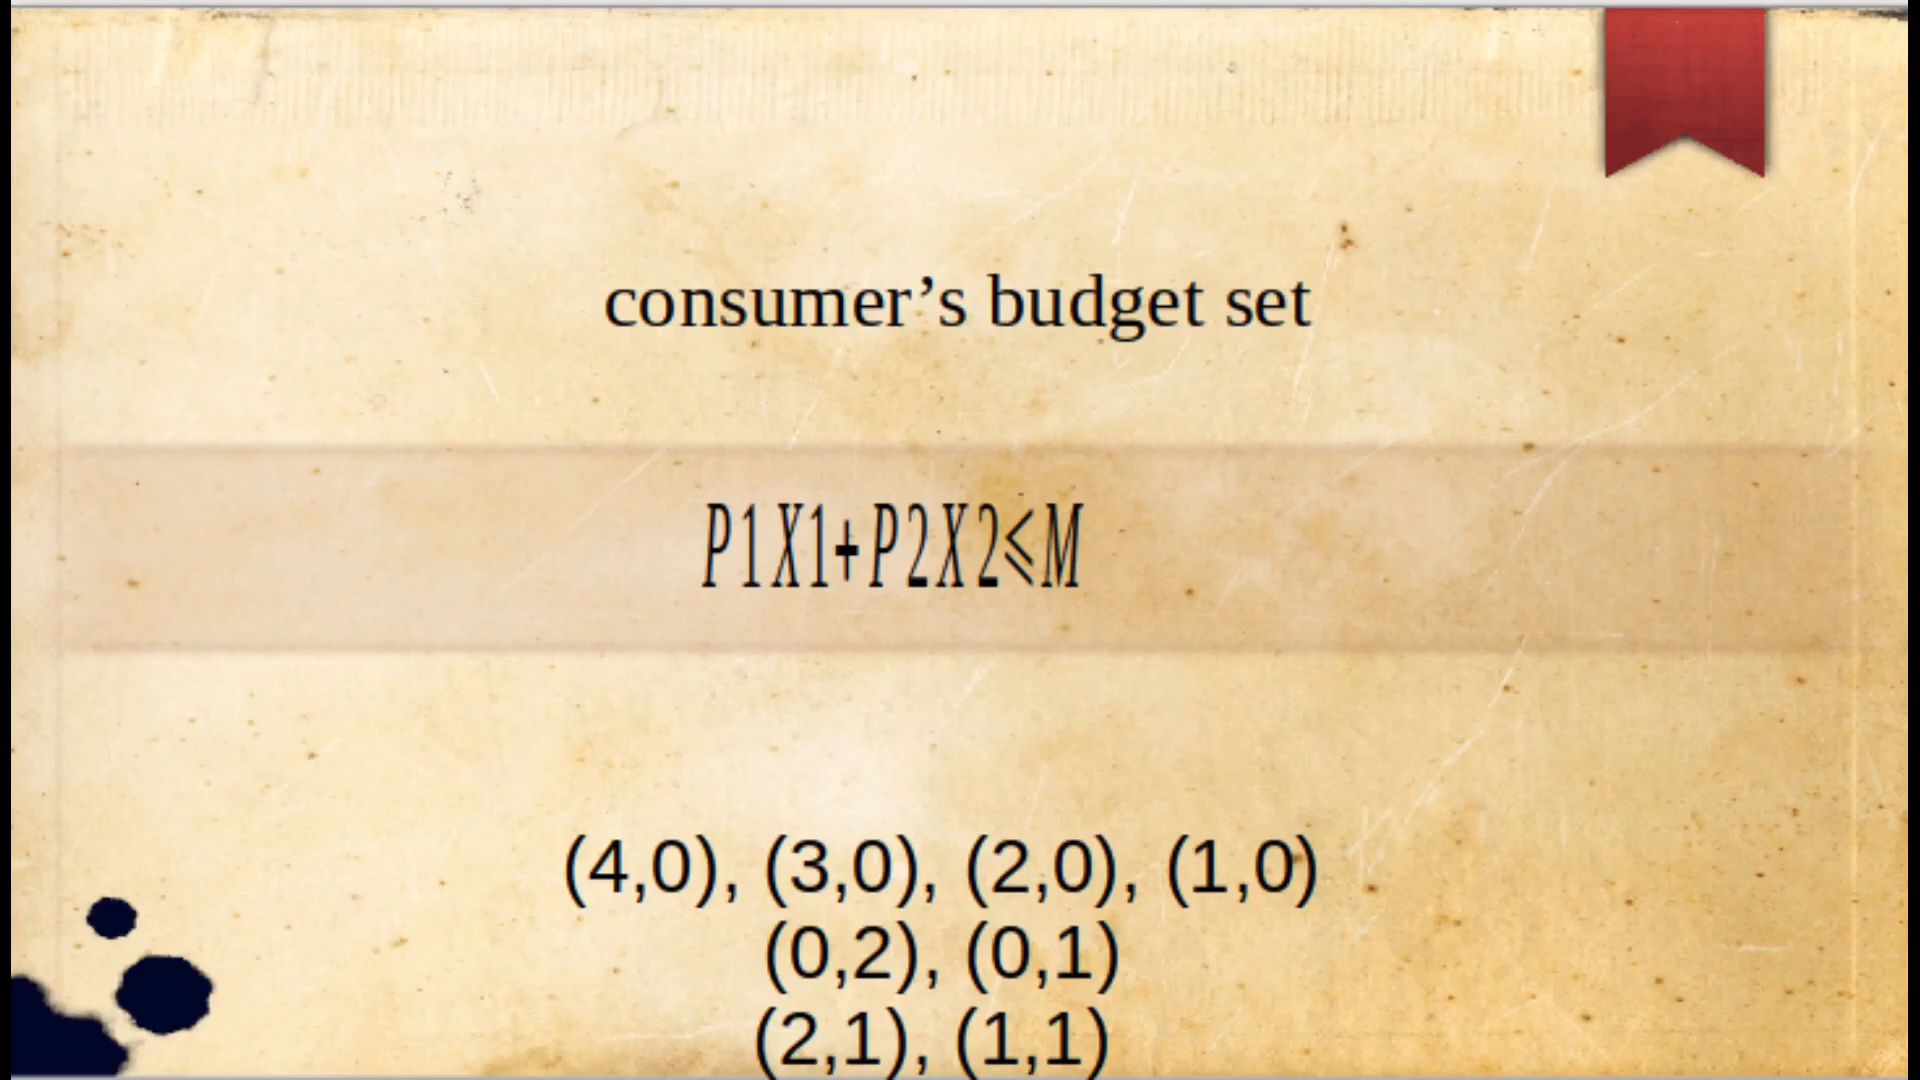 consumer’s budget set
P1X1+P2X2⩽M
(4,0), (3,0), (2,0), (1,0)
(0,2), (0,1)
(2,1), (1,1)